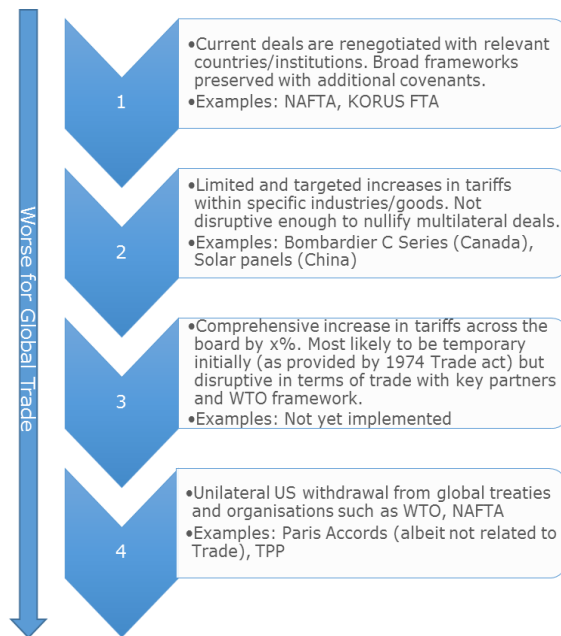 Worse for Global Trade
1
•Current deals are renegotiated with relevant
countries/institutions. Broad frameworks
preserved with additional covenants.
•Examples: NAFTA, KORUS FTA
2
•Limited and targeted increases in tariffs
within specific industries/goods. Not
disruptive enough to nullify multilateral deals.
•Examples: Bombardier C Series (Canada),
Solar panels (China)
3
•Comprehensive increase in tariffs across the
board by x%. Most likely to be temporary
initially (as provided by 1974 Trade act) but
disruptive in terms of trade with key partners
and WTO framework.
•Examples: Not yet implemented
4
•Unilateral US withdrawal from global treaties
and organisations such as WTO, NAFTA
•Examples: Paris Accords (albeit not related to
Trade), TPP